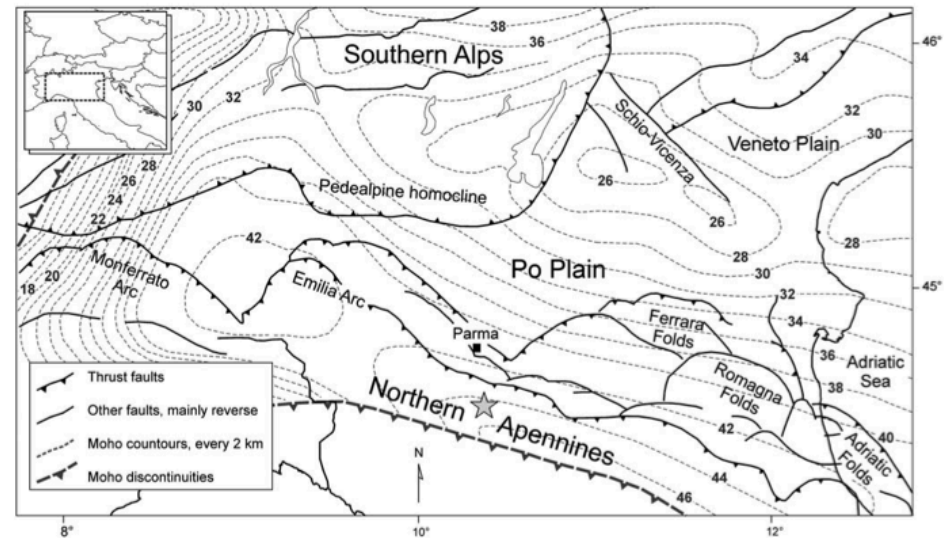 38
36
Southern Alps
46°
34
30
32
32
Schio-Vicenza
Veneto Plain
30
28
26
26
24
Pedealpine homocline
26
22
28
28
42
Po Plain
30
20
Monferrato
Arc
18
Emilia Arc
32
45°
Ferrara
Folds
34
Parma
36
Adriatic
Sea
Romagna
Folds
38
Thrust faults
Other faults, mainly reverse
Moho countours, every 2 km
Moho discontinuities
Northern
Apennines
42
40
Adriatic
Folds
N
44
46
8°
10°
12°